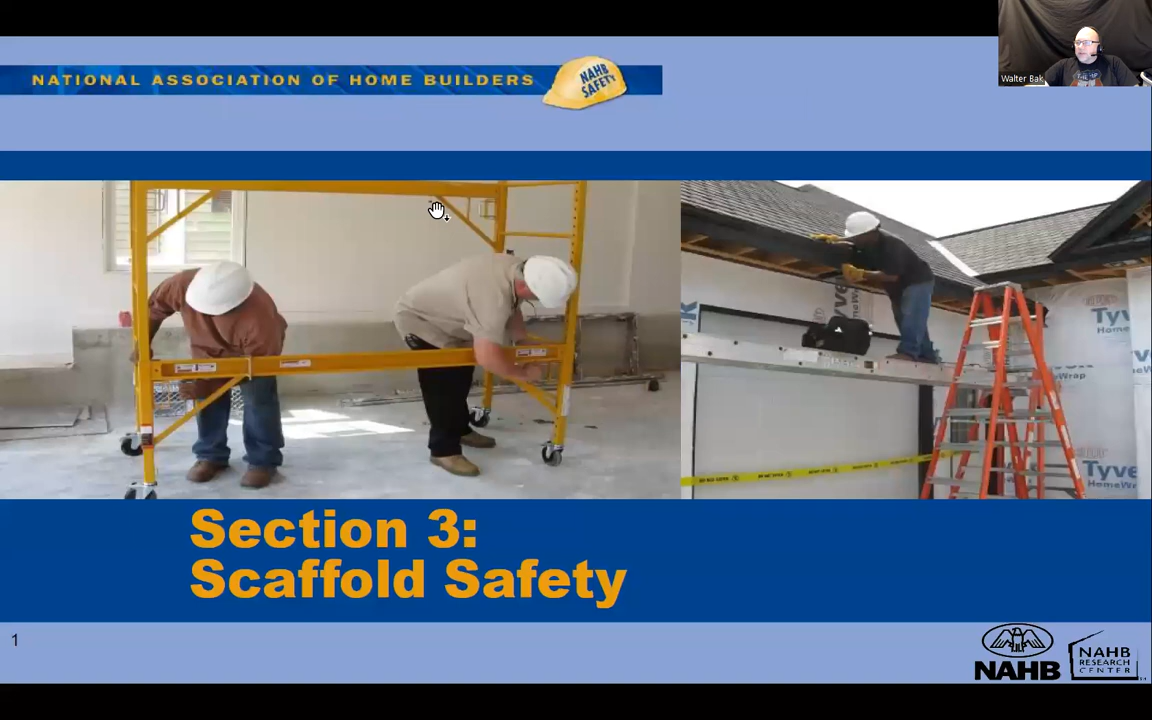 NATIONAL ASSOCIATION OF HOME BUILDERS
NAHB
SAFETY
Walter Bak
Tyvek
HomeWrap
Tyvek
HomeWrap
Section 3:
Scaffold Safety
1
NAHB
NAHB
RESEARCH
CENTER